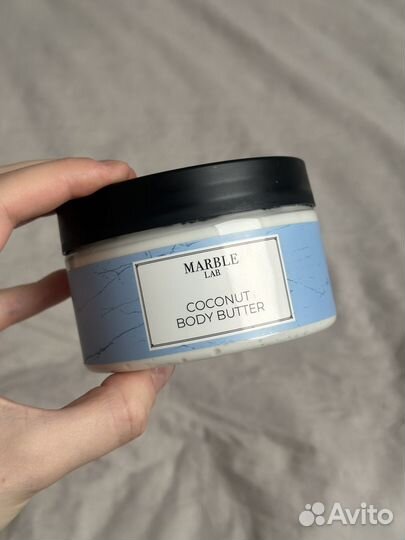 MARBLE
LAB
COCONUT
BODY BUTTER
Avito